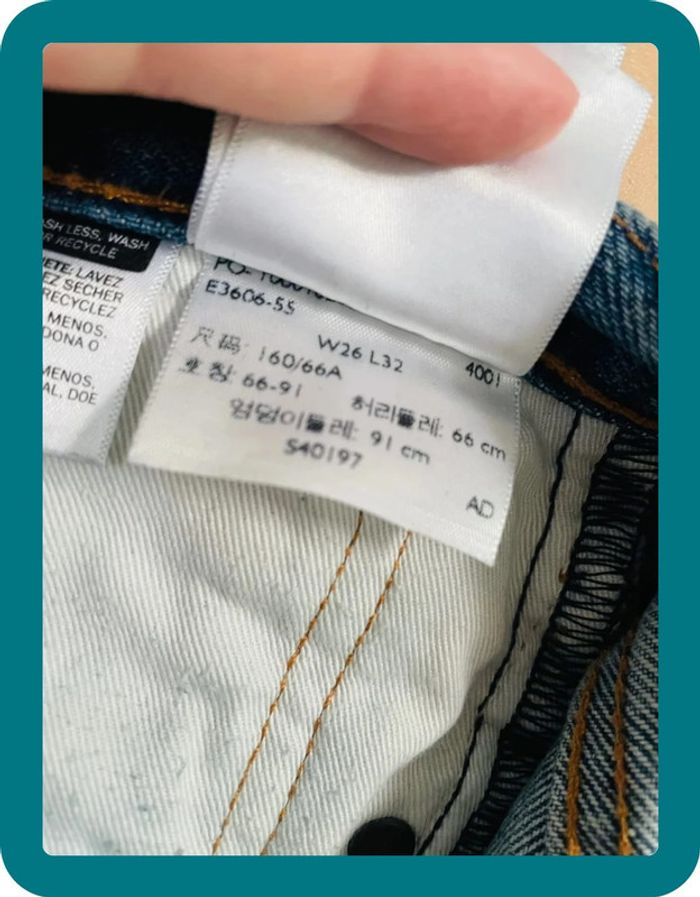 ASH LESS, WASH
R RECYCLE
ETE: LAVEZ
EZ SECHER
RECYCLEZ
MENOS,
DONA O
MENOS,
AL, DOE
E3606-55
W26 L32 4001
尺码: 160/66A
호칭: 66-91 허리둘레: 66 cm
엉덩이둘레: 91 cm
S40197
AD